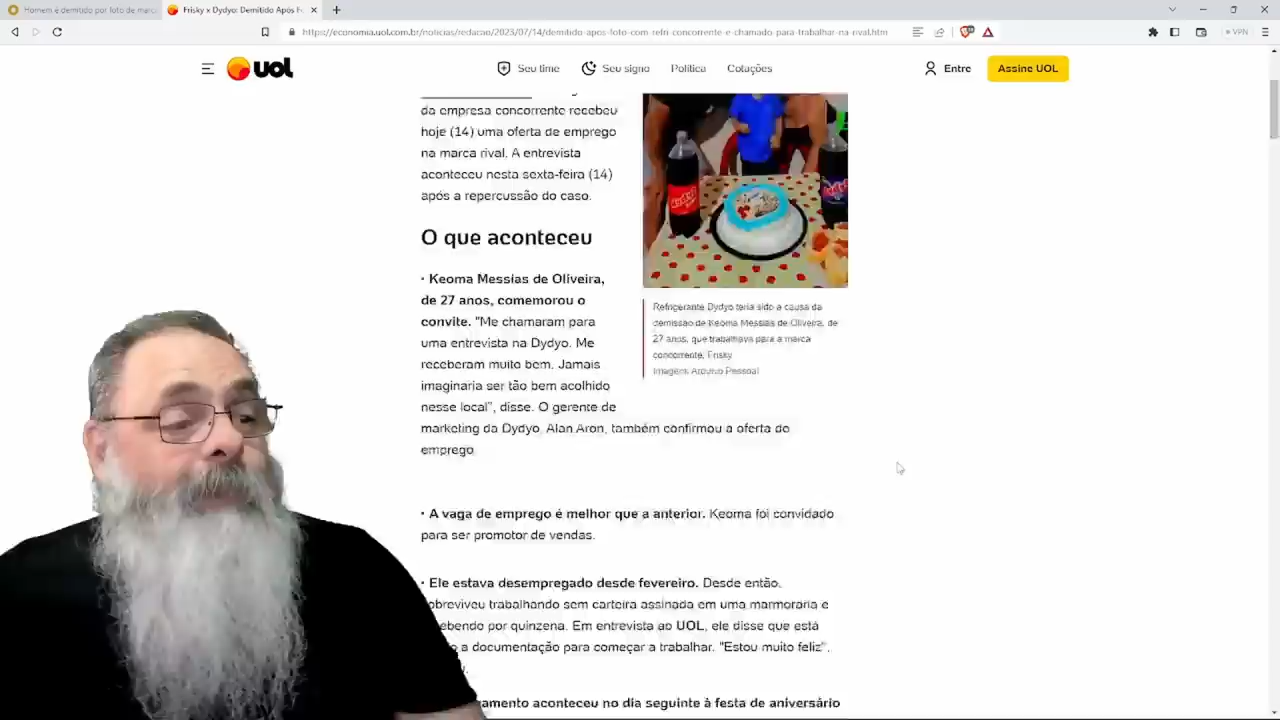 Homem é demitido por foto de marca
Frisky x Dydyo: Demitido Após F
https://economia.uol.com.br/noticias/redacao/2023/07/14/demitido-apos-foto-com-refri-concorrente-e-chamado-para-trabalhar-na-rival.htm
VPN
UOL
Seu time
Seu signo
Política
Cotações
Entre
Assine UOL
da empresa concorrente recebeu
hoje (14) uma oferta de emprego
na marca rival. A entrevista
aconteceu nesta sexta-feira (14)
após a repercussão do caso.
O que aconteceu
· Keoma Messias de Oliveira,
de 27 anos, comemorou o
convite. "Me chamaram para
uma entrevista na Dydyo. Me
receberam muito bem. Jamais
imaginaria ser tão bem acolhido
nesse local", disse. O gerente de
marketing da Dydyo, Alan Aron, também confirmou a oferta do
emprego
Refrigerante Dydyo teria sido a causa da
demissão de Keoma Messias de Oliveira, de
27 anos, que trabalhava para a marca
concorrente, Frisky
Imagem: Arquivo Pessoal
· A vaga de emprego é melhor que a anterior. Keoma foi convidado
para ser promotor de vendas.
· Ele estava desempregado desde fevereiro. Desde então,
obreviveu trabalhando sem carteira assinada em uma marmoraria e
ebendo por quinzena. Em entrevista ao UOL, ele disse que está
o a documentação para começar a trabalhar. "Estou muito feliz",
amento aconteceu no dia seguinte à festa de aniversário